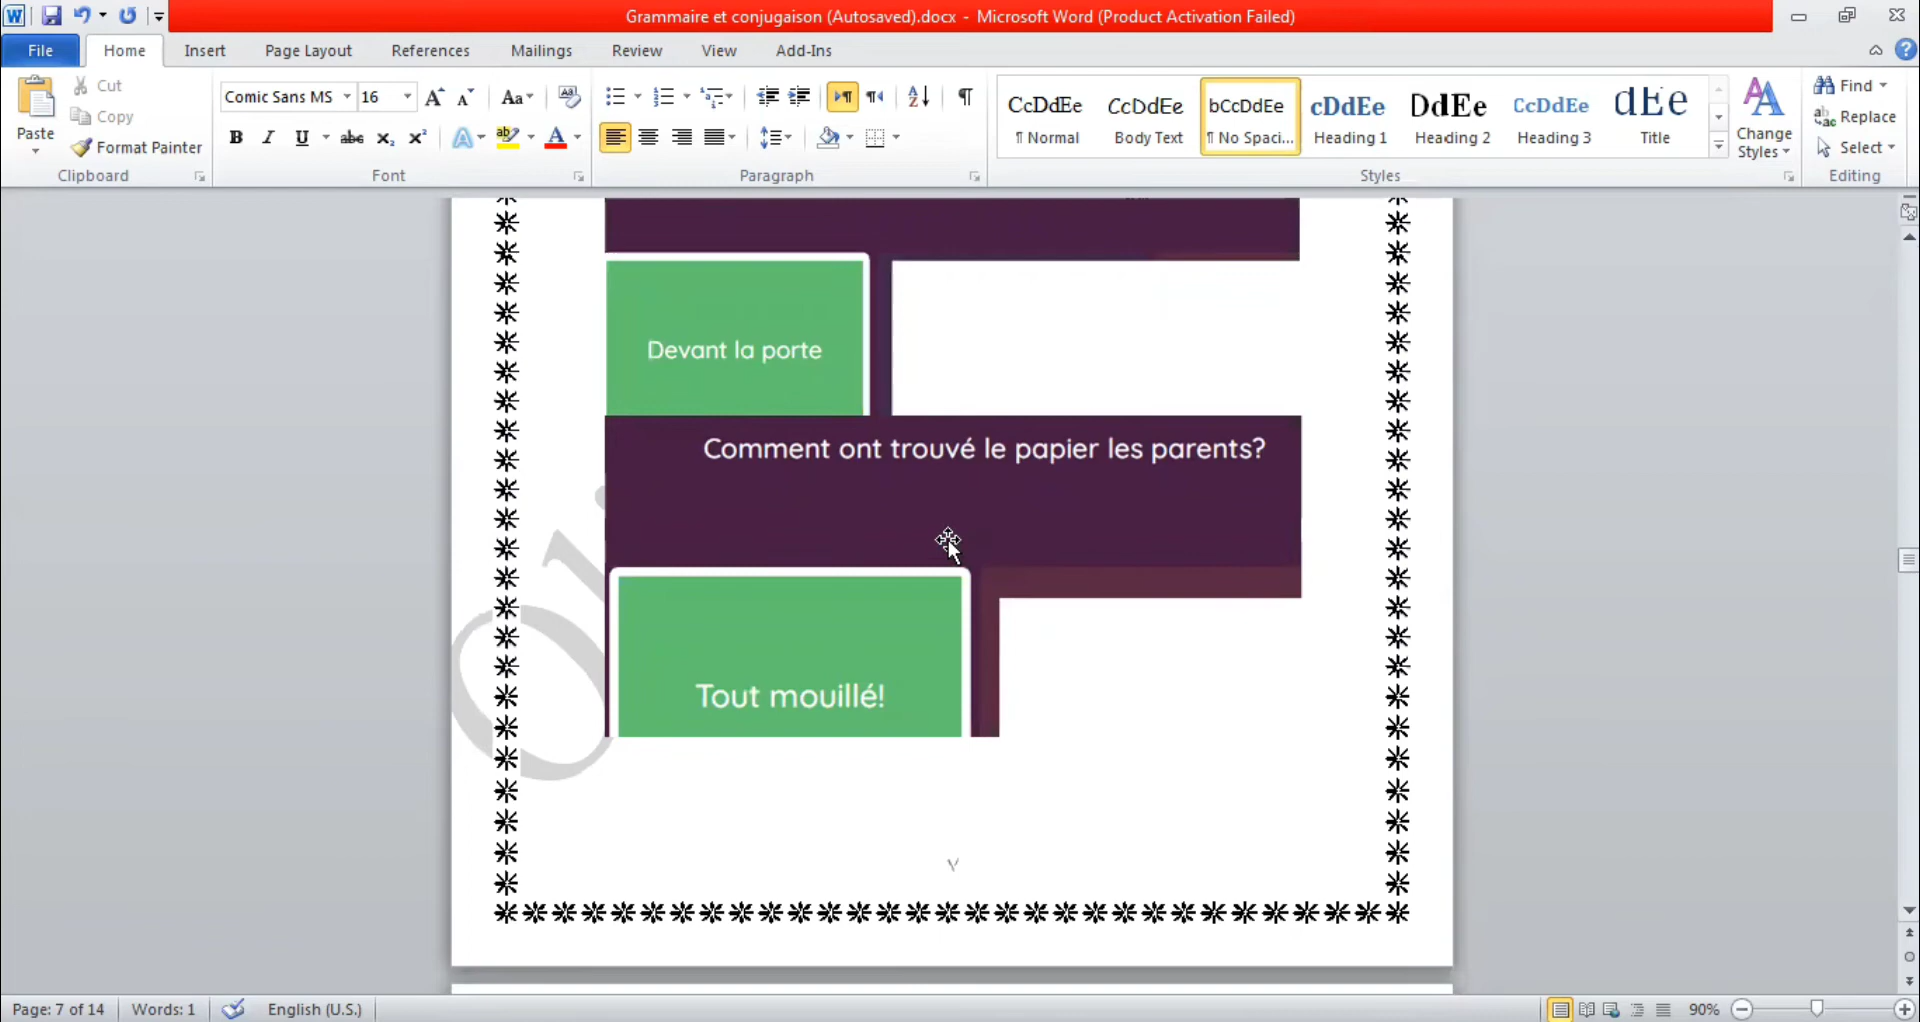 Grammaire et conjugaison (Autosaved).docx - Microsoft Word (Product Activation Failed)
File Home Insert Page Layout References Mailings Review View Add-Ins
Paste
Cut
Copy
Format Painter
Clipboard
Comic Sans MS 16
Font
Paragraph
CcDdEe CcDdEe bCcDdEe cDdEe DdEe CcDdEe dEe
¶ Normal Body Text ¶ No Spaci... Heading 1 Heading 2 Heading 3 Title
Styles
Change Styles
Find
Replace
Select
Editing
Devant la porte
Comment ont trouvé le papier les parents?
Tout mouillé!
٧
Page: 7 of 14 Words: 1 English (U.S.) 90%